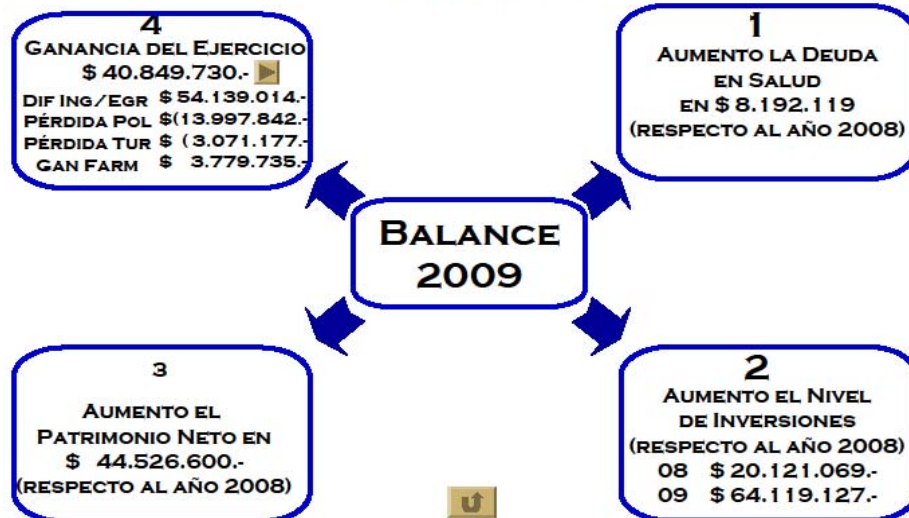 4
GANANCIA DEL EJERCICIO
$ 40.849.730.-
DIF ING/EGR $ 54.139.014.-
PÉRDIDA POL $(13.997.842.-
PÉRDIDA TUR $ (3.071.177.-
GAN FARM $ 3.779.735.-
1
AUMENTO LA DEUDA
EN SALUD
EN $ 8.192.119
(RESPECTO AL AÑO 2008)
BALANCE
2009
3
AUMENTO EL
PATRIMONIO NETO EN
$ 44.526.600.-
(RESPECTO AL AÑO 2008)
2
AUMENTO EL NIVEL
DE INVERSIONES
(RESPECTO AL AÑO 2008)
08 $ 20.121.069.-
09 $ 64.119.127.-